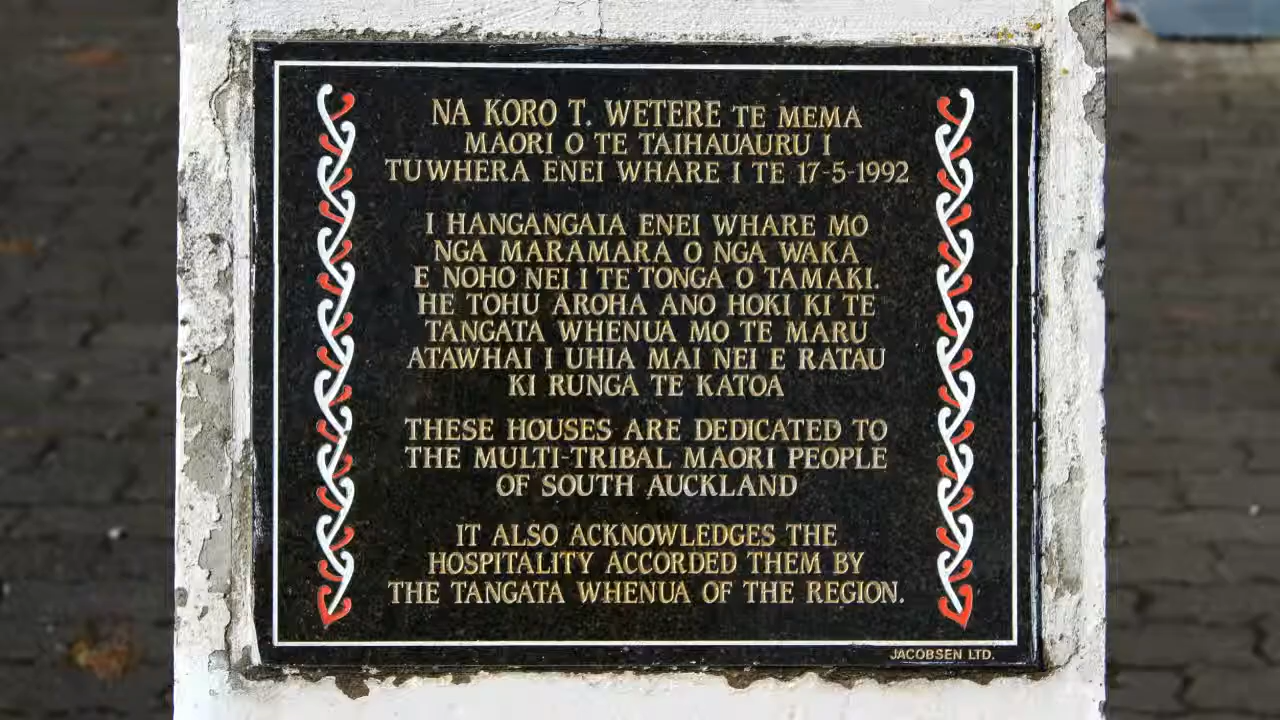 NA KORO T. WETERE TE MEMA
MAORI O TE TAIHAUAURU I
TUWHERA ENEI WHARE I TE 17-5-1992
I HANGANGAIA ENEI WHARE MO
NGA MARAMARA O NGA WAKA
E NOHO NEI I TE TONGA O TAMAKI.
HE TOHU AROHA ANO HOKI KI TE
TANGATA WHENUA MO TE MARU
ATAWHAI I UHIA MAI NEI E RATAU
KI RUNGA TE KATOA
THESE HOUSES ARE DEDICATED TO
THE MULTI-TRIBAL MAORI PEOPLE
OF SOUTH AUCKLAND
IT ALSO ACKNOWLEDGES THE
HOSPITALITY ACCORDED THEM BY
THE TANGATA WHENUA OF THE REGION.
JACOBSEN LTD.